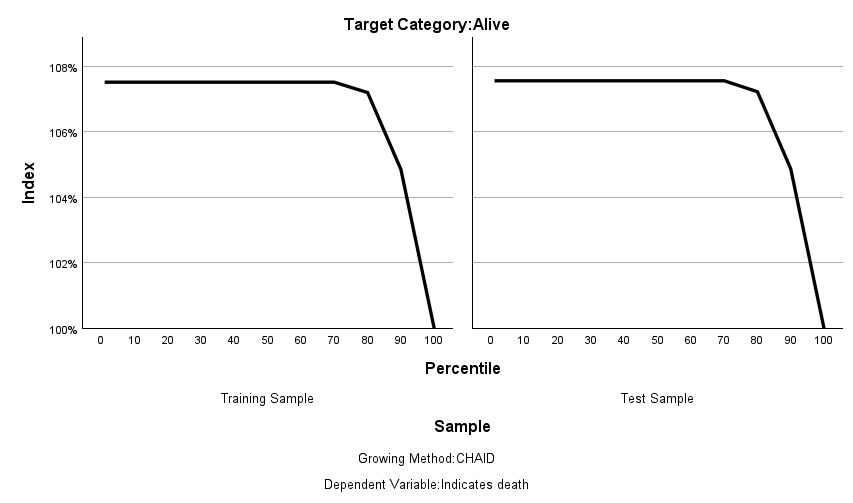 Target Category:Alive
108%
106%
104%
102%
100%
Index
0 10 20 30 40 50 60 70 80 90 100
0 10 20 30 40 50 60 70 80 90 100
Percentile
Training Sample
Test Sample
Sample
Growing Method:CHAID
Dependent Variable:Indicates death